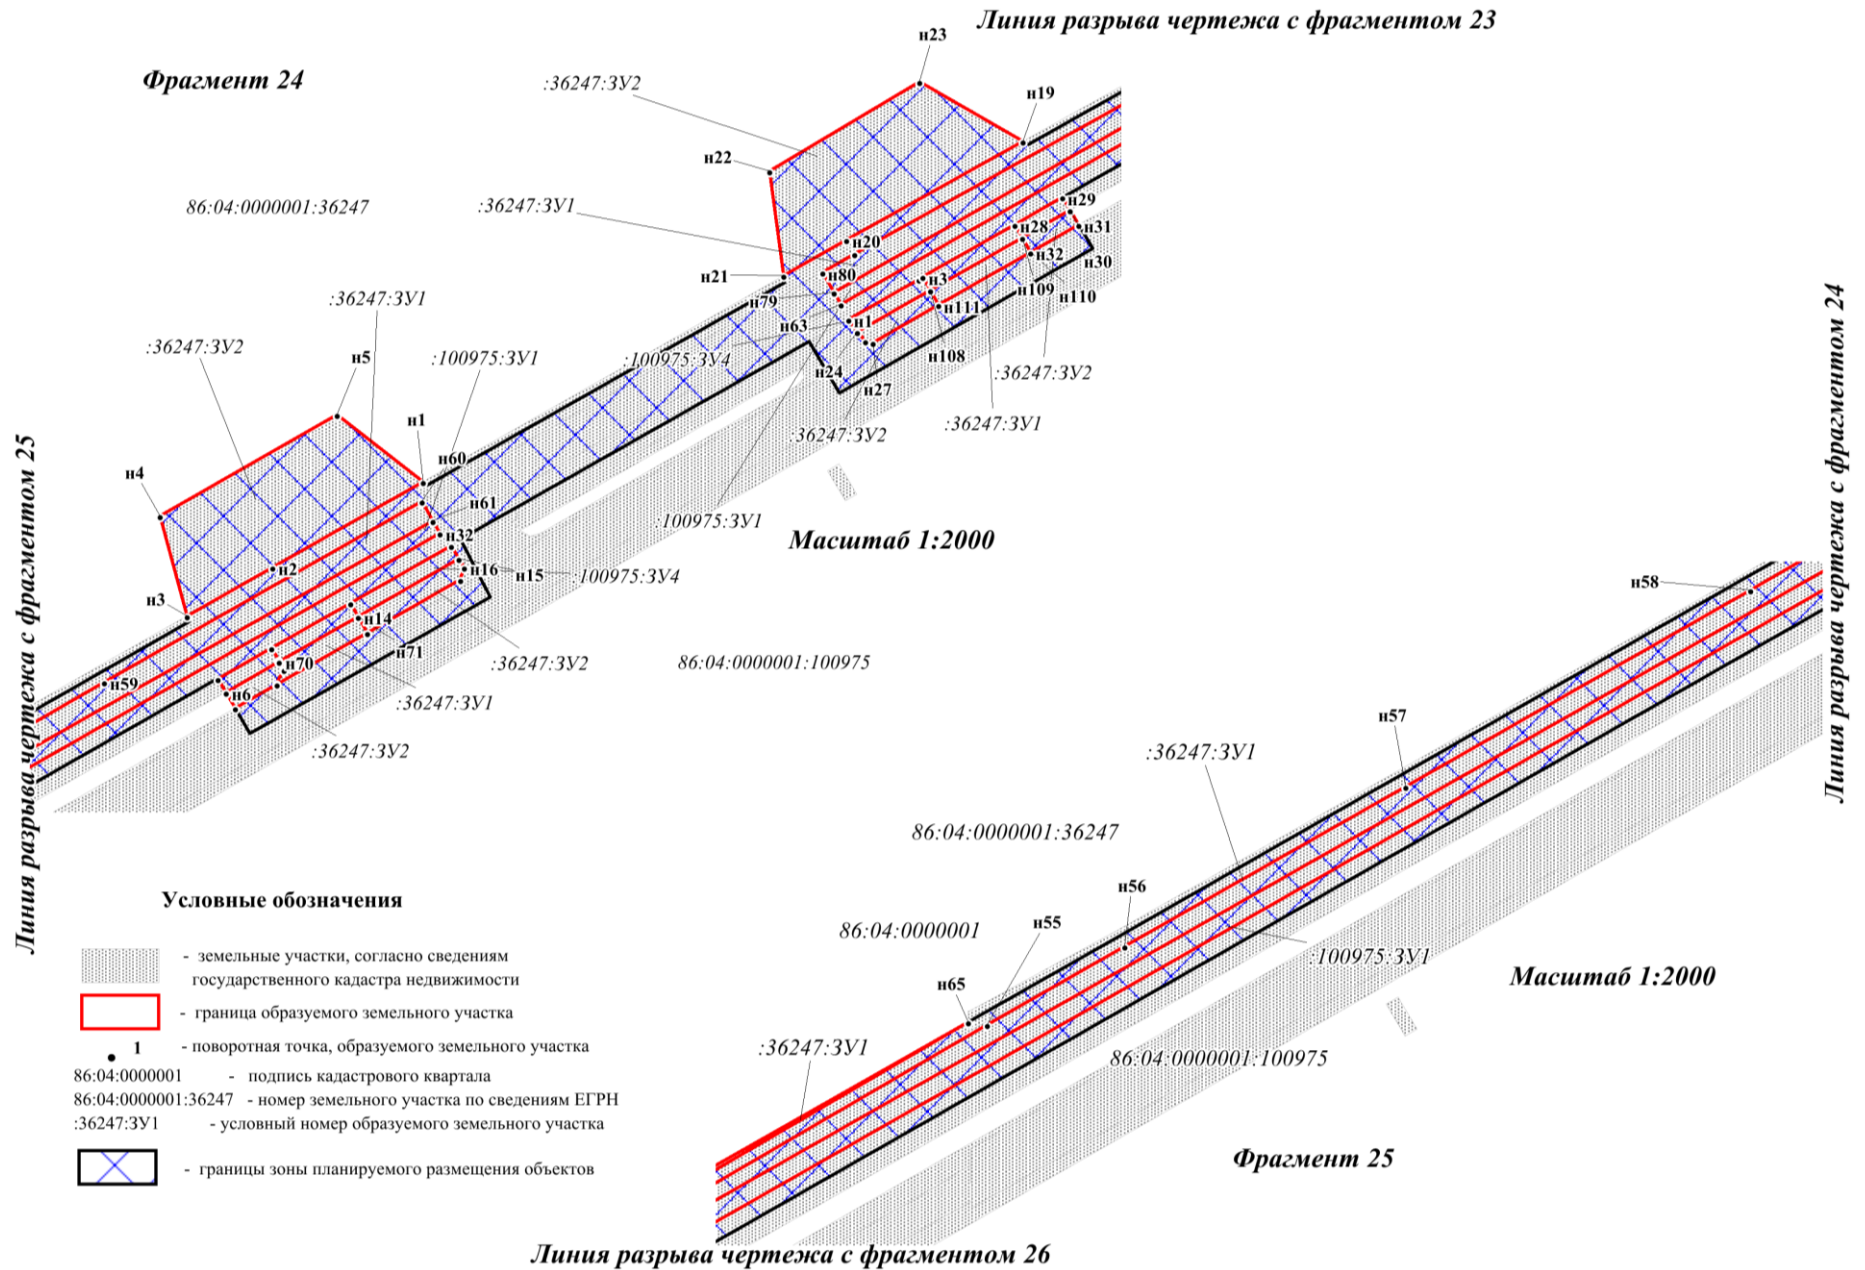 Линия разрыва чертежа с фрагментом 23
н23
Фрагмент 24
:36247:ЗУ2
н19
н22
86:04:0000001:36247
:36247:ЗУ1
н29
н28
н31
н20
н32
н30
н21
н80
н3
н109
н110
н79
н111
:36247:ЗУ1
н63
н1
:36247:ЗУ2
н5
:100975:ЗУ1
:100975:ЗУ4
н24
н108
:36247:ЗУ2
н27
н1
:36247:ЗУ1
:36247:ЗУ2
н4
н60
н61
:100975:ЗУ1
н32
Масштаб 1:2000
н2
н16
н15
:100975:ЗУ4
н3
н14
н71
:36247:ЗУ2
86:04:0000001:100975
н70
н59
н6
:36247:ЗУ1
:36247:ЗУ2
Линия разрыва чертежа с фрагментом 25
Линия разрыва чертежа с фрагментом 24
н58
н57
:36247:ЗУ1
86:04:0000001:36247
н56
86:04:0000001
н55
:100975:ЗУ1
Масштаб 1:2000
н65
:36247:ЗУ1
86:04:0000001:100975
Фрагмент 25
Линия разрыва чертежа с фрагментом 26
Условные обозначения
- земельные участки, согласно сведениям
государственного кадастра недвижимости
- граница образуемого земельного участка
1 - поворотная точка, образуемого земельного участка
86:04:0000001 - подпись кадастрового квартала
86:04:0000001:36247 - номер земельного участка по сведениям ЕГРН
:36247:ЗУ1 - условный номер образуемого земельного участка
- границы зоны планируемого размещения объектов